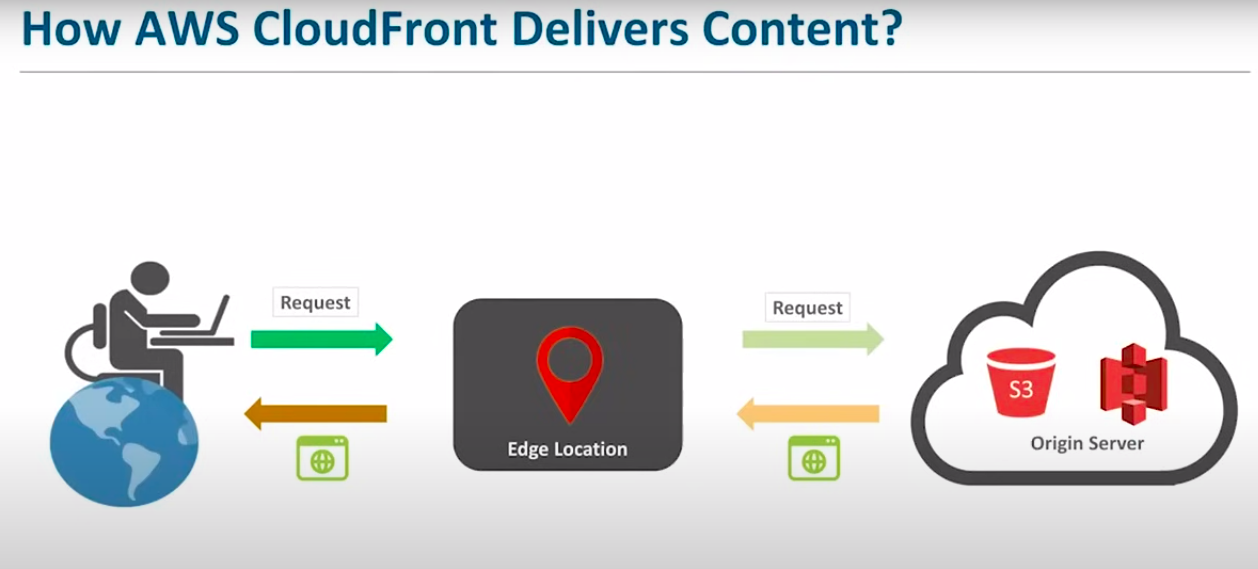 How AWS CloudFront Delivers Content?
Request
Request
S3
Edge Location
Origin Server